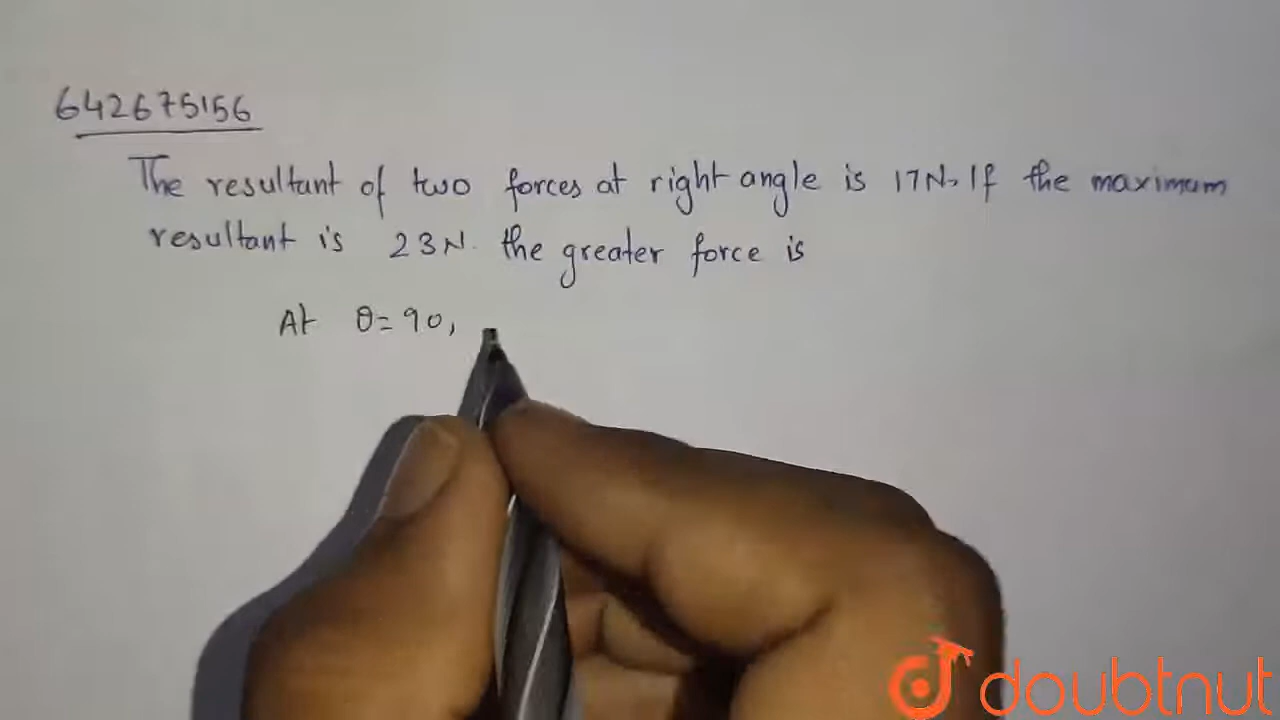 642675156
The resultant of two forces at right angle is 17N. If the maximum
resultant is 23N. the greater force is
At θ=90,
doubtnut